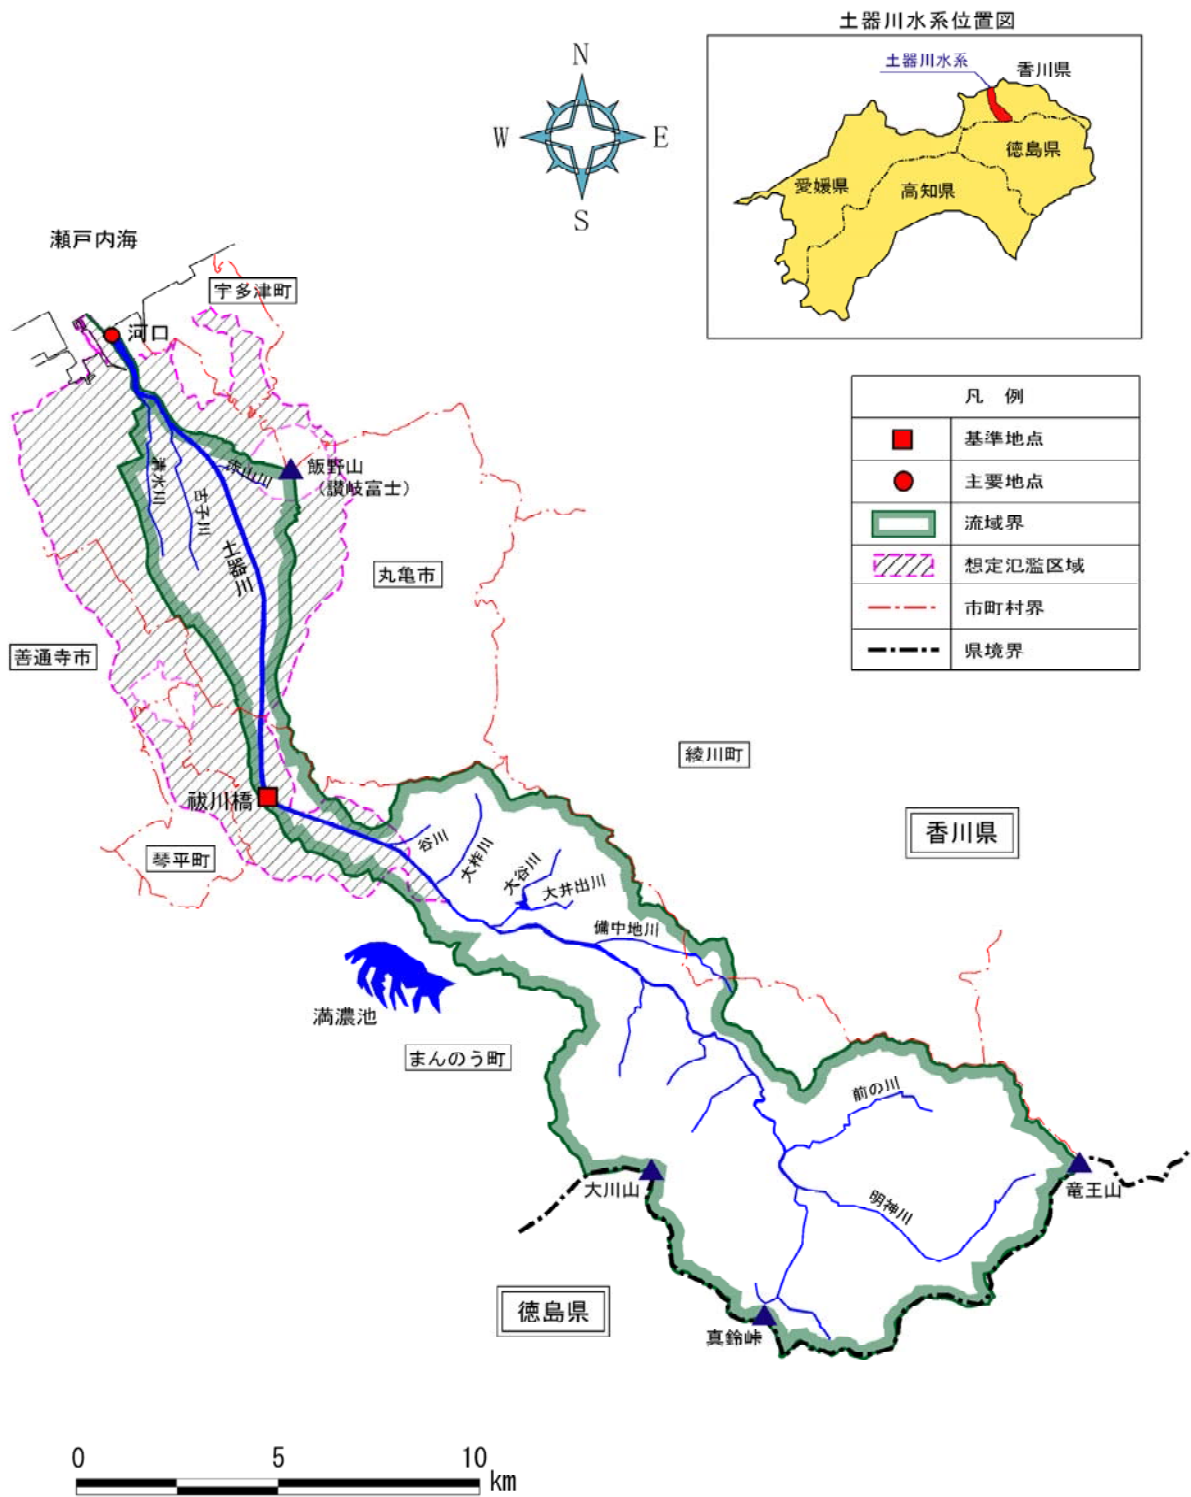 土器川水系位置図
土器川水系
香川県
徳島県
愛媛県
高知県
N
W
E
S
瀬戸内海
宇多津町
河口
飯野山
(讃岐富士)
赤山川
清水川
古子川
土器川
丸亀市
善通寺市
凡 例
基準地点
主要地点
流域界
想定氾濫区域
市町村界
県境界
綾川町
香川県
祓川橋
琴平町
谷川
大柞川
大谷川
大井出川
備中地川
満濃池
まんのう町
前の川
大川山
竜王山
明神川
徳島県
真鈴峠
0 5 10
km